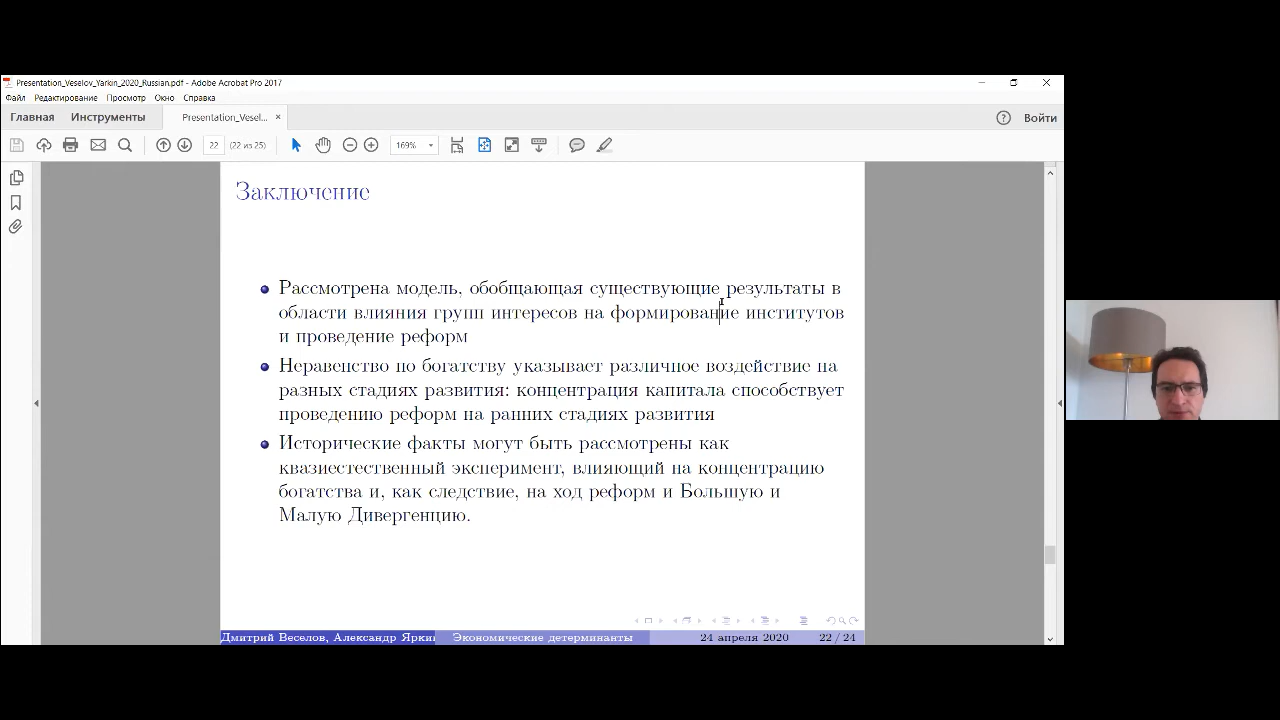 Presentation_Veselov_Yarkin_2020_Russian.pdf - Adobe Acrobat Pro 2017
Файл Редактирование Просмотр Окно Справка
Главная Инструменты Presentation_Vesel... × Войти
22 (22 из 25) 169%
Заключение
Рассмотрена модель, обобщающая существующие результаты в
области влияния групп интересов на формирование институтов
и проведение реформ
Неравенство по богатству указывает различное воздействие на
разных стадиях развития: концентрация капитала способствует
проведению реформ на ранних стадиях развития
Исторические факты могут быть рассмотрены как
квазиестественный эксперимент, влияющий на концентрацию
богатства и, как следствие, на ход реформ и Большую и
Малую Дивергенцию.
Дмитрий Веселов, Александр Яркин Экономические детерминанты 24 апреля 2020 22 / 24